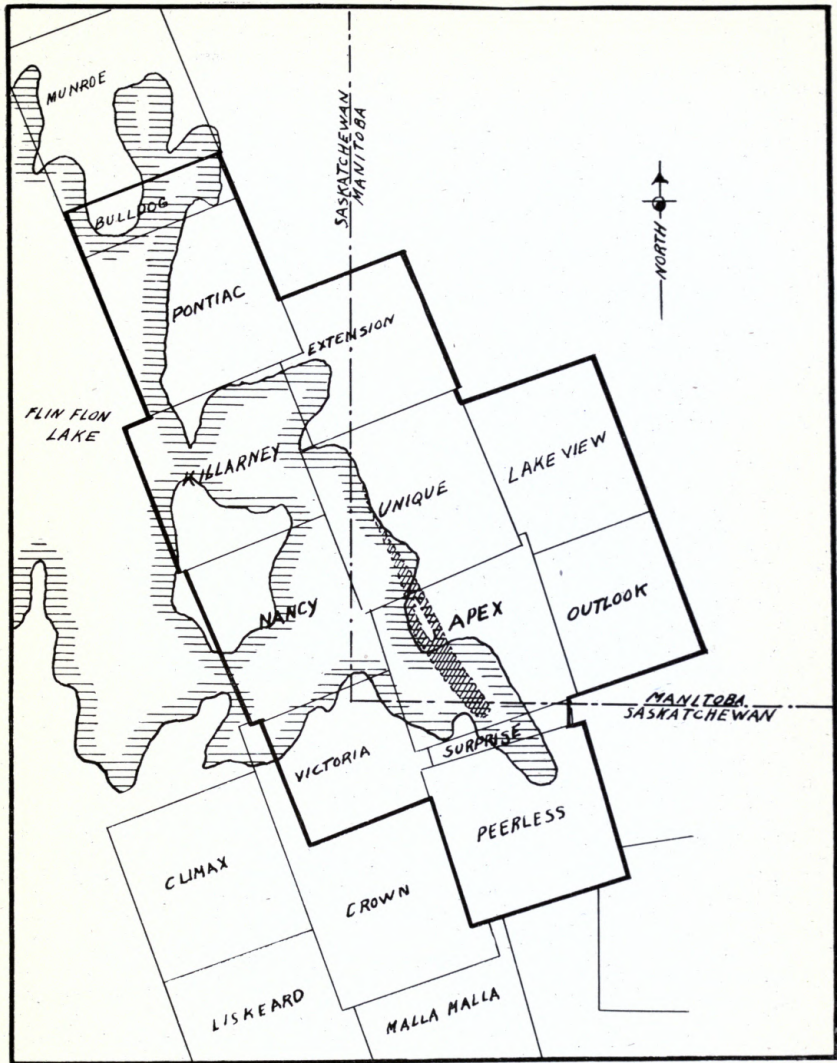 MUNROE
BULLDOG
SASKATCHEWAN
MANITOBA
NORTH
PONTIAC
EXTENSION
FLIN FLON
LAKE
KILLARNEY
UNIQUE
LAKE VIEW
NANCY
APEX
OUTLOOK
MANITOBA
SASKATCHEWAN
SURPRISE
VICTORIA
PEERLESS
CLIMAX
CROWN
LISKEARD
MALLA MALLA